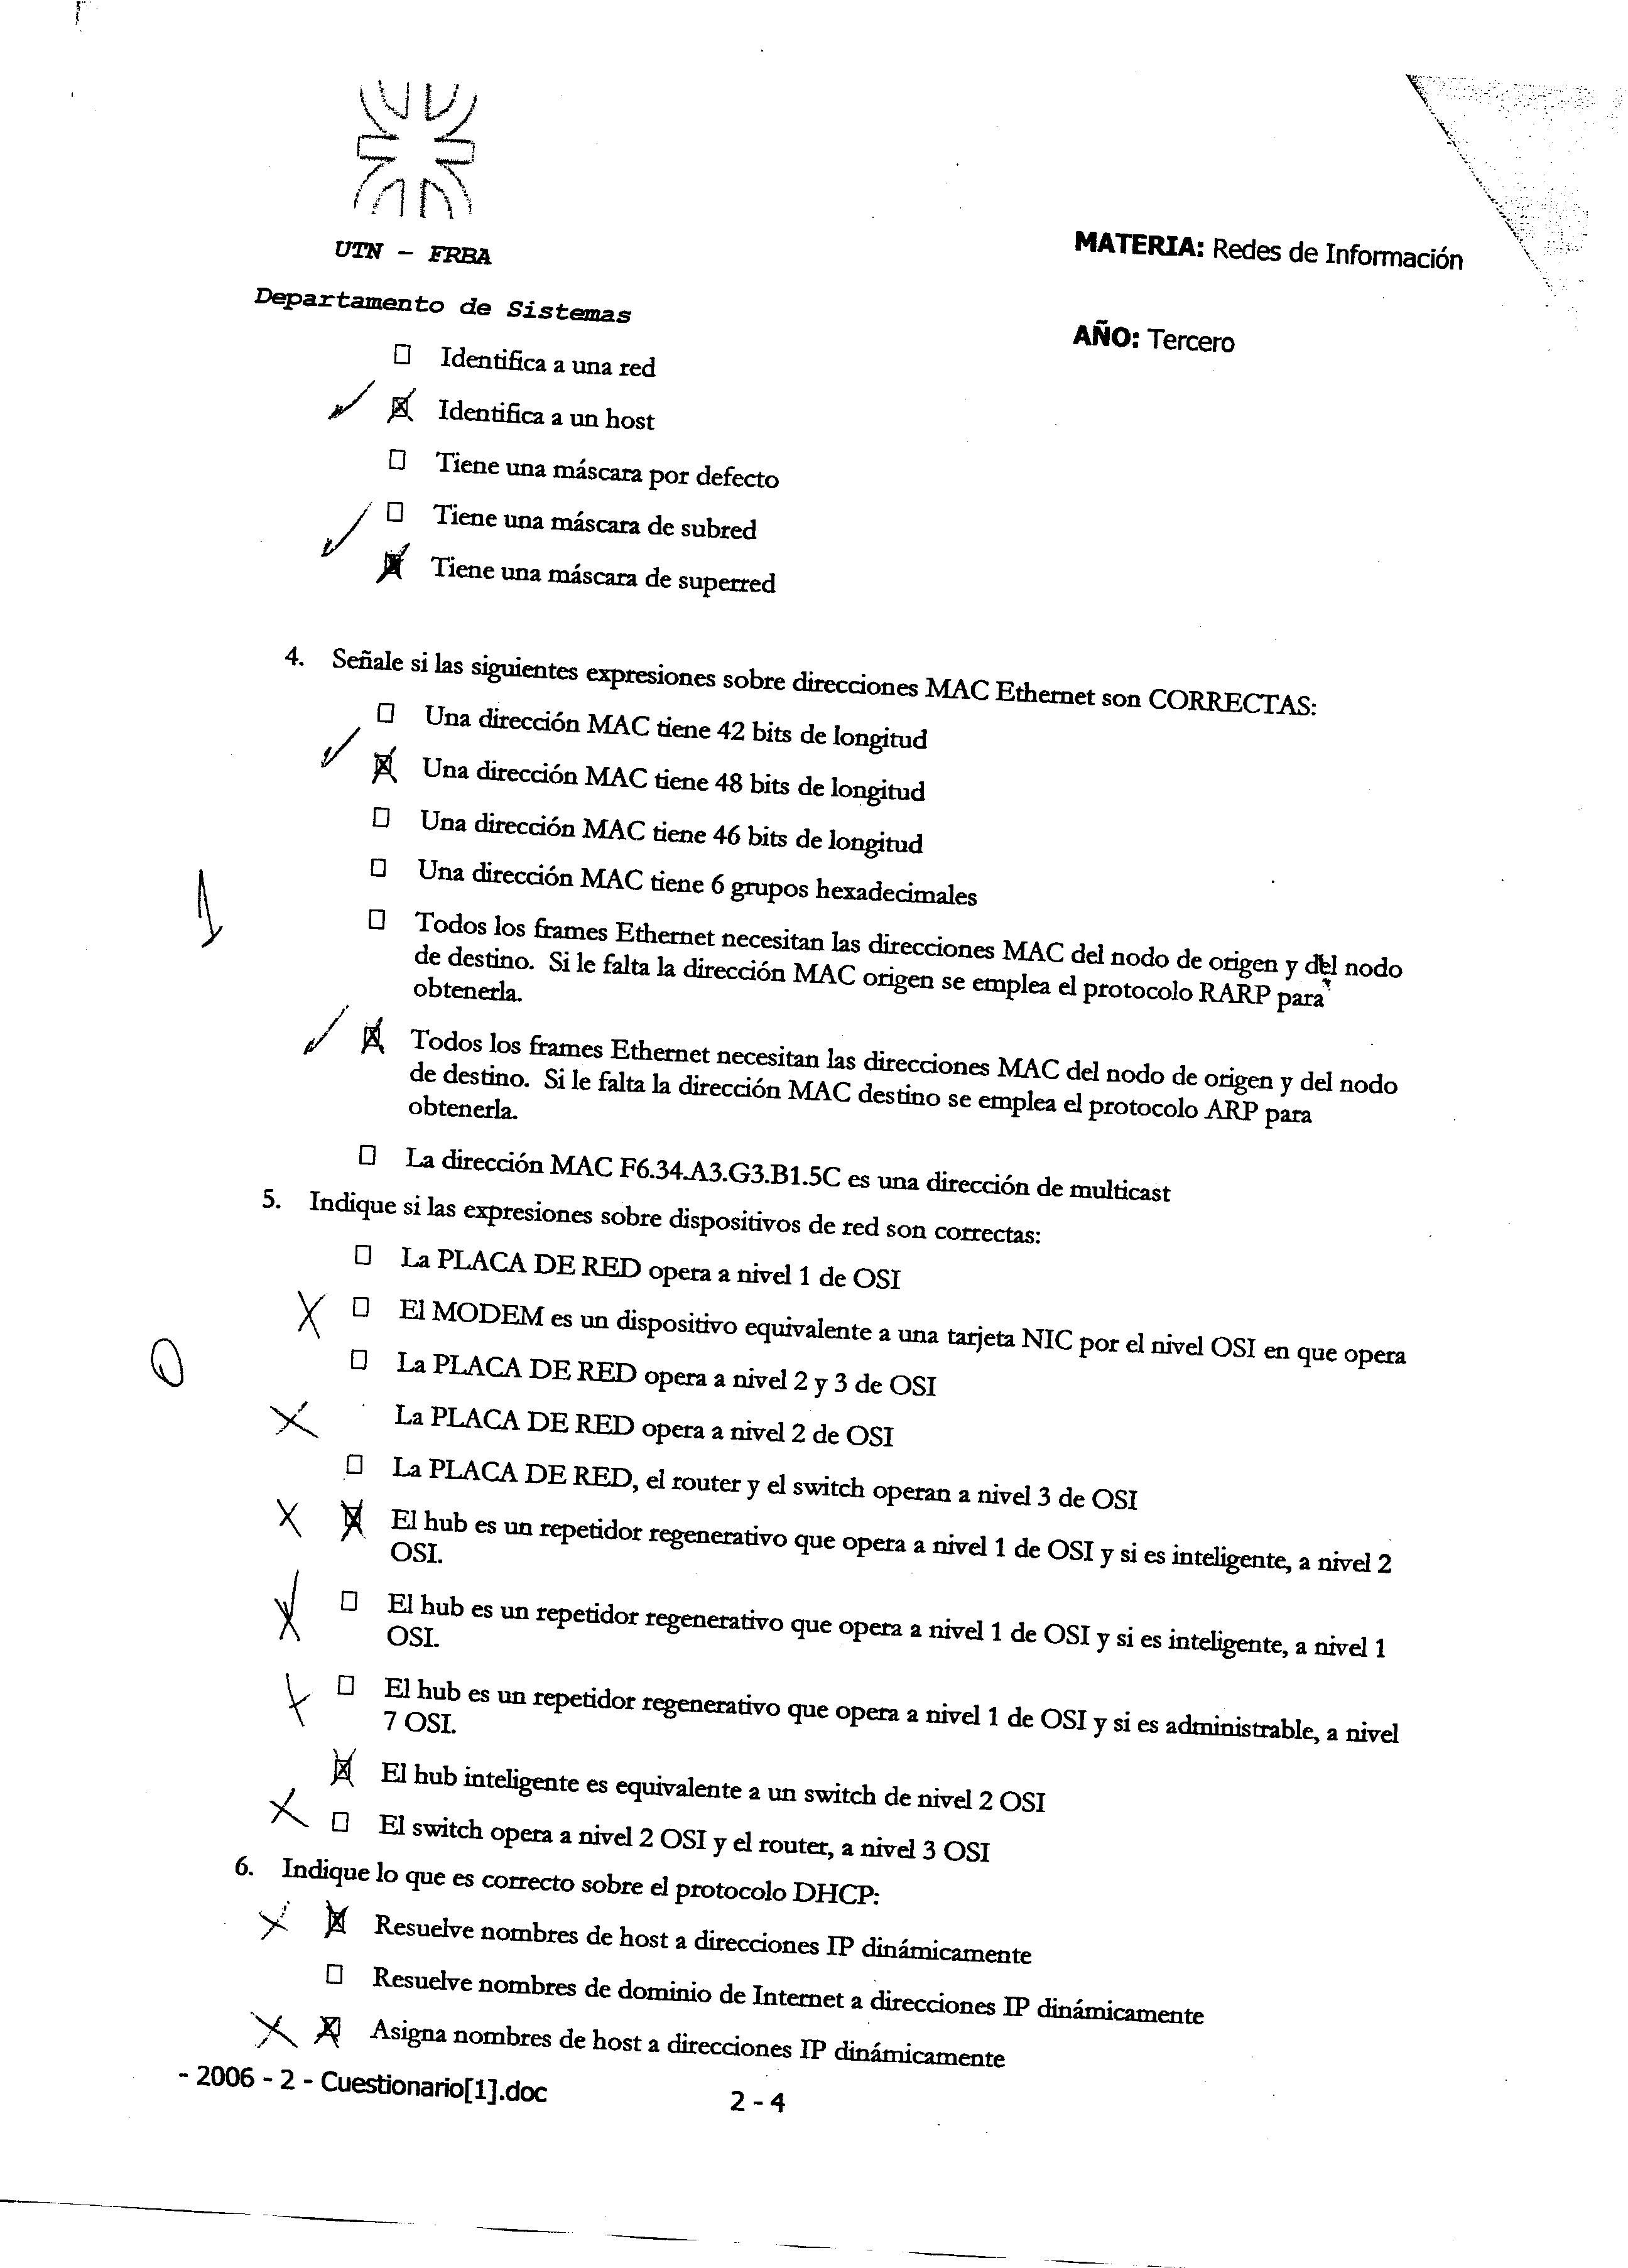 UTN - FRBA
Departamento de Sistemas
MATERIA: Redes de Información
AÑO: Tercero
Identifica a una red
Identifica a un host
Tiene una máscara por defecto
Tiene una máscara de subred
Tiene una máscara de superred
4. Señale si las siguientes expresiones sobre direcciones MAC Ethernet son CORRECTAS:
Una dirección MAC tiene 42 bits de longitud
Una dirección MAC tiene 48 bits de longitud
Una dirección MAC tiene 46 bits de longitud
Una dirección MAC tiene 6 grupos hexadecimales
1
Todos los frames Ethernet necesitan las direcciones MAC del nodo de origen y del nodo
de destino. Si le falta la dirección MAC origen se emplea el protocolo RARP para
obtenerla.
Todos los frames Ethernet necesitan las direcciones MAC del nodo de origen y del nodo
de destino. Si le falta la dirección MAC destino se emplea el protocolo ARP para
obtenerla.
La dirección MAC F6.34.A3.G3.B1.5C es una dirección de multicast
5. Indique si las expresiones sobre dispositivos de red son correctas:
La PLACA DE RED opera a nivel 1 de OSI
El MODEM es un dispositivo equivalente a una tarjeta NIC por el nivel OSI en que opera
0
La PLACA DE RED opera a nivel 2 y 3 de OSI
La PLACA DE RED opera a nivel 2 de OSI
La PLACA DE RED, el router y el switch operan a nivel 3 de OSI
El hub es un repetidor regenerativo que opera a nivel 1 de OSI y si es inteligente, a nivel 2
OSI.
El hub es un repetidor regenerativo que opera a nivel 1 de OSI y si es inteligente, a nivel 1
OSI.
El hub es un repetidor regenerativo que opera a nivel 1 de OSI y si es administrable, a nivel
7 OSI.
El hub inteligente es equivalente a un switch de nivel 2 OSI
El switch opera a nivel 2 OSI y el router, a nivel 3 OSI
6. Indique lo que es correcto sobre el protocolo DHCP:
Resuelve nombres de host a direcciones IP dinámicamente
Resuelve nombres de dominio de Internet a direcciones IP dinámicamente
Asigna nombres de host a direcciones IP dinámicamente
- 2006 - 2 - Cuestionario[1].doc
2 - 4